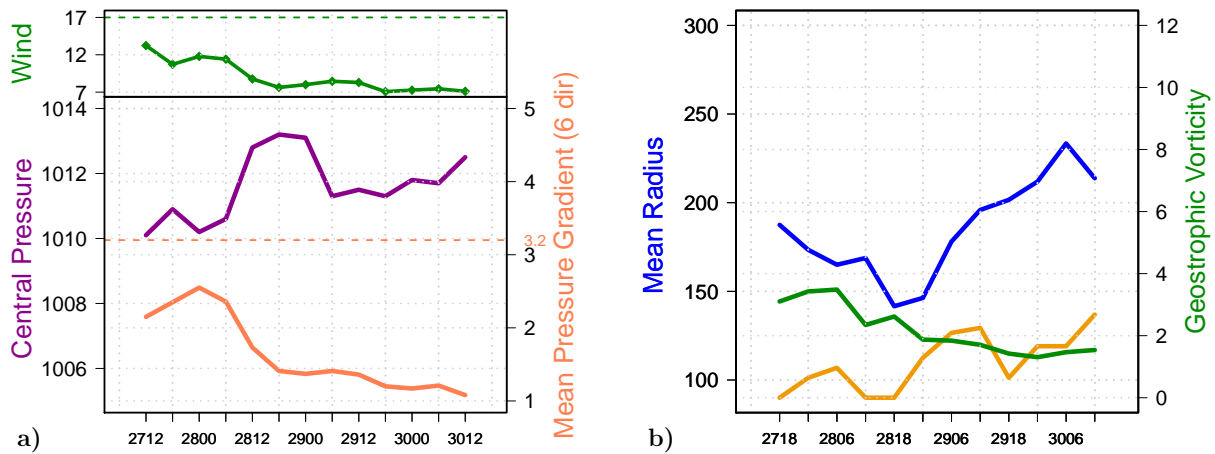 Wind
17
12
7
Central Pressure
1014
1012
1010
1008
1006
5
4
3.2
3
2
1
Mean Pressure Gradient (6 dir)
2712 2800 2812 2900 2912 3000 3012
a)
Mean Radius
300
250
200
150
100
12
10
8
6
4
2
0
Geostrophic Vorticity
2718 2806 2818 2906 2918 3006
b)